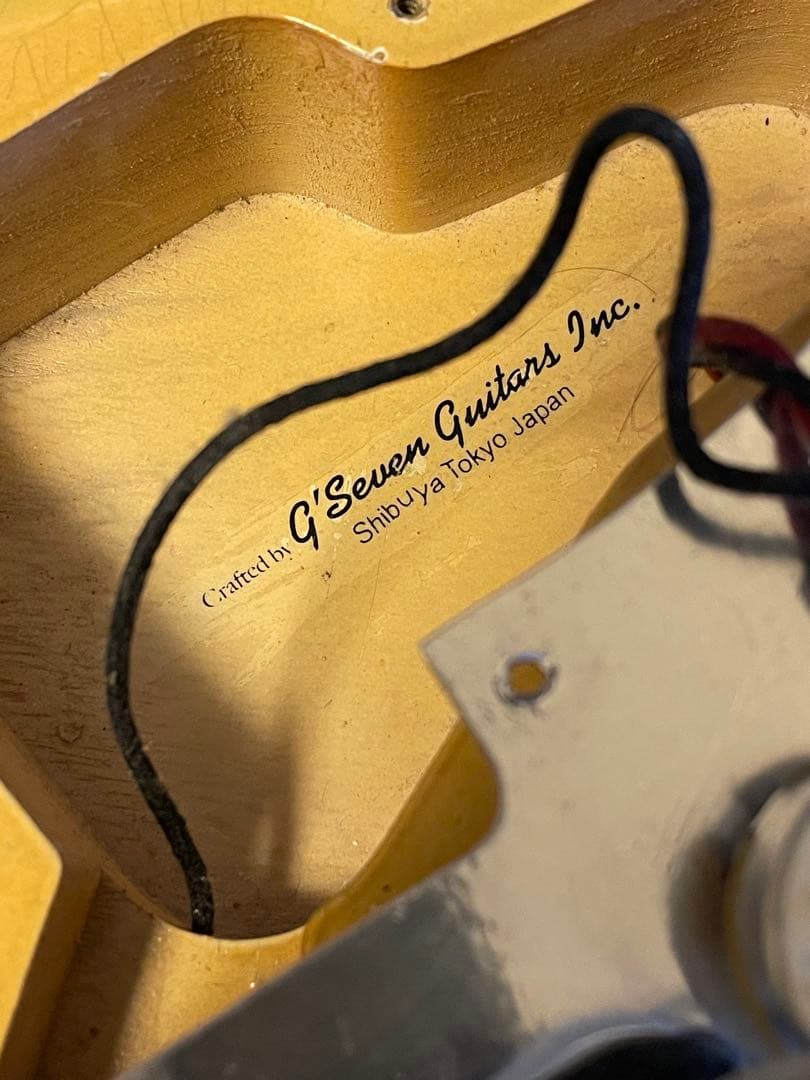 Crafted by G'Seven Guitars Inc.
Shibuya Tokyo Japan